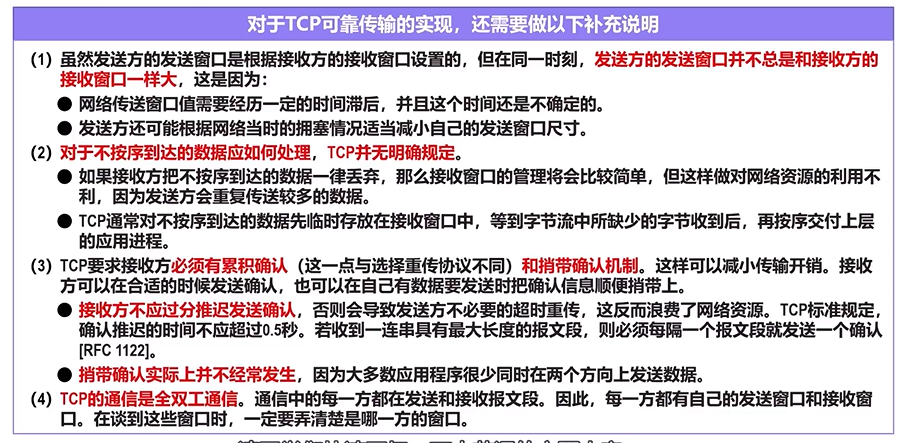 对于TCP可靠传输的实现，还需要做以下补充说明
(1) 虽然发送方的发送窗口是根据接收方的接收窗口设置的，但在同一时刻，发送方的发送窗口并不总是和接收方的
接收窗口一样大，这是因为：
● 网络传送窗口值需要经历一定的时间滞后，并且这个时间还是不确定的。
● 发送方还可能根据网络当时的拥塞情况适当减小自己的发送窗口尺寸。
(2) 对于不按序到达的数据应如何处理，TCP并无明确规定。
● 如果接收方把不按序到达的数据一律丢弃，那么接收窗口的管理将会比较简单，但这样做对网络资源的利用不
利，因为发送方会重复传送较多的数据。
● TCP通常对不按序到达的数据先临时存放在接收窗口中，等到字节流中所缺少的字节收到后，再按序交付上层
的应用进程。
(3) TCP要求接收方必须有累积确认（这一点与选择重传协议不同）和捎带确认机制。这样可以减小传输开销。接收
方可以在合适的时候发送确认，也可以在自己有数据要发送时把确认信息顺便捎带上。
● 接收方不应过分推迟发送确认，否则会导致发送方不必要的超时重传，这反而浪费了网络资源。TCP标准规定，
确认推迟的时间不应超过0.5秒。若收到一连串具有最大长度的报文段，则必须每隔一个报文段就发送一个确认
[RFC 1122]。
● 捎带确认实际上并不经常发生，因为大多数应用程序很少同时在两个方向上发送数据。
(4) TCP的通信是全双工通信。通信中的每一方都在发送和接收报文段。因此，每一方都有自己的发送窗口和接收窗
口。在谈到这些窗口时，一定要弄清楚是哪一方的窗口。